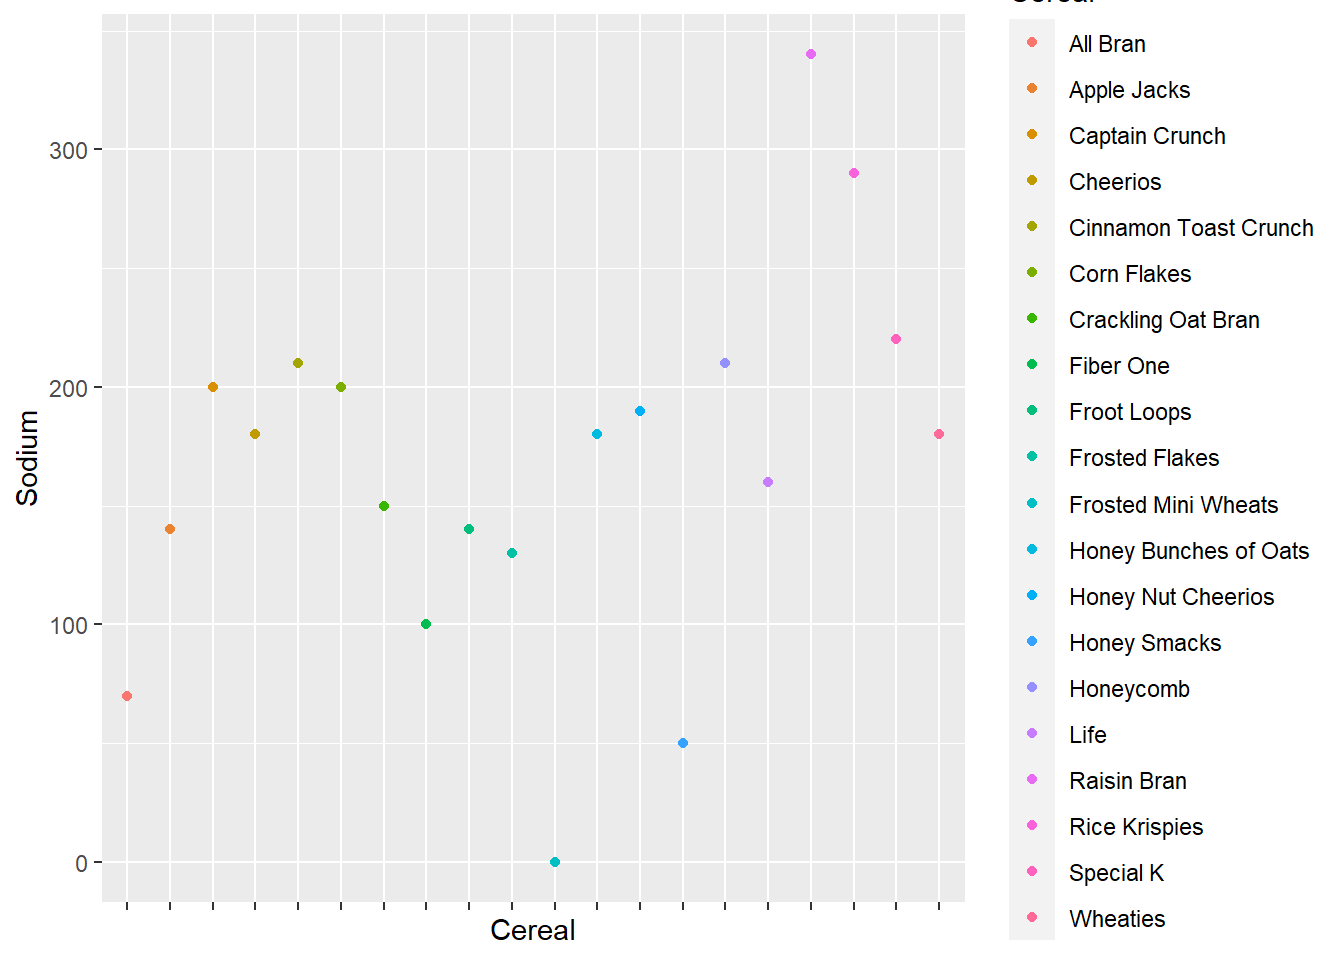 Sodium
300
200
100
0
Cereal
All Bran
Apple Jacks
Captain Crunch
Cheerios
Cinnamon Toast Crunch
Corn Flakes
Crackling Oat Bran
Fiber One
Froot Loops
Frosted Flakes
Frosted Mini Wheats
Honey Bunches of Oats
Honey Nut Cheerios
Honey Smacks
Honeycomb
Life
Raisin Bran
Rice Krispies
Special K
Wheaties